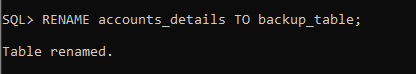 SQL> RENAME accounts_details TO backup_table;
Table renamed.